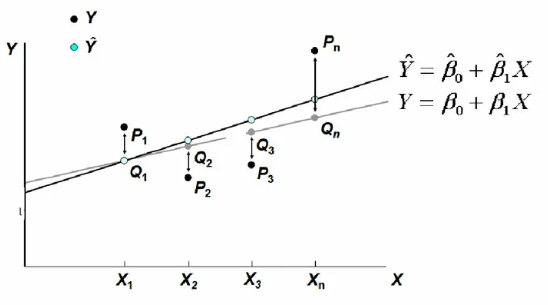 Y
Ŷ
Y
Pₙ
Ŷ = β̂₀ + β̂₁X
Y = β₀ + β₁X
P₁
Qₙ
Q₃
Q₂
Q₁
P₃
P₂
X₁ X₂ X₃ Xₙ X